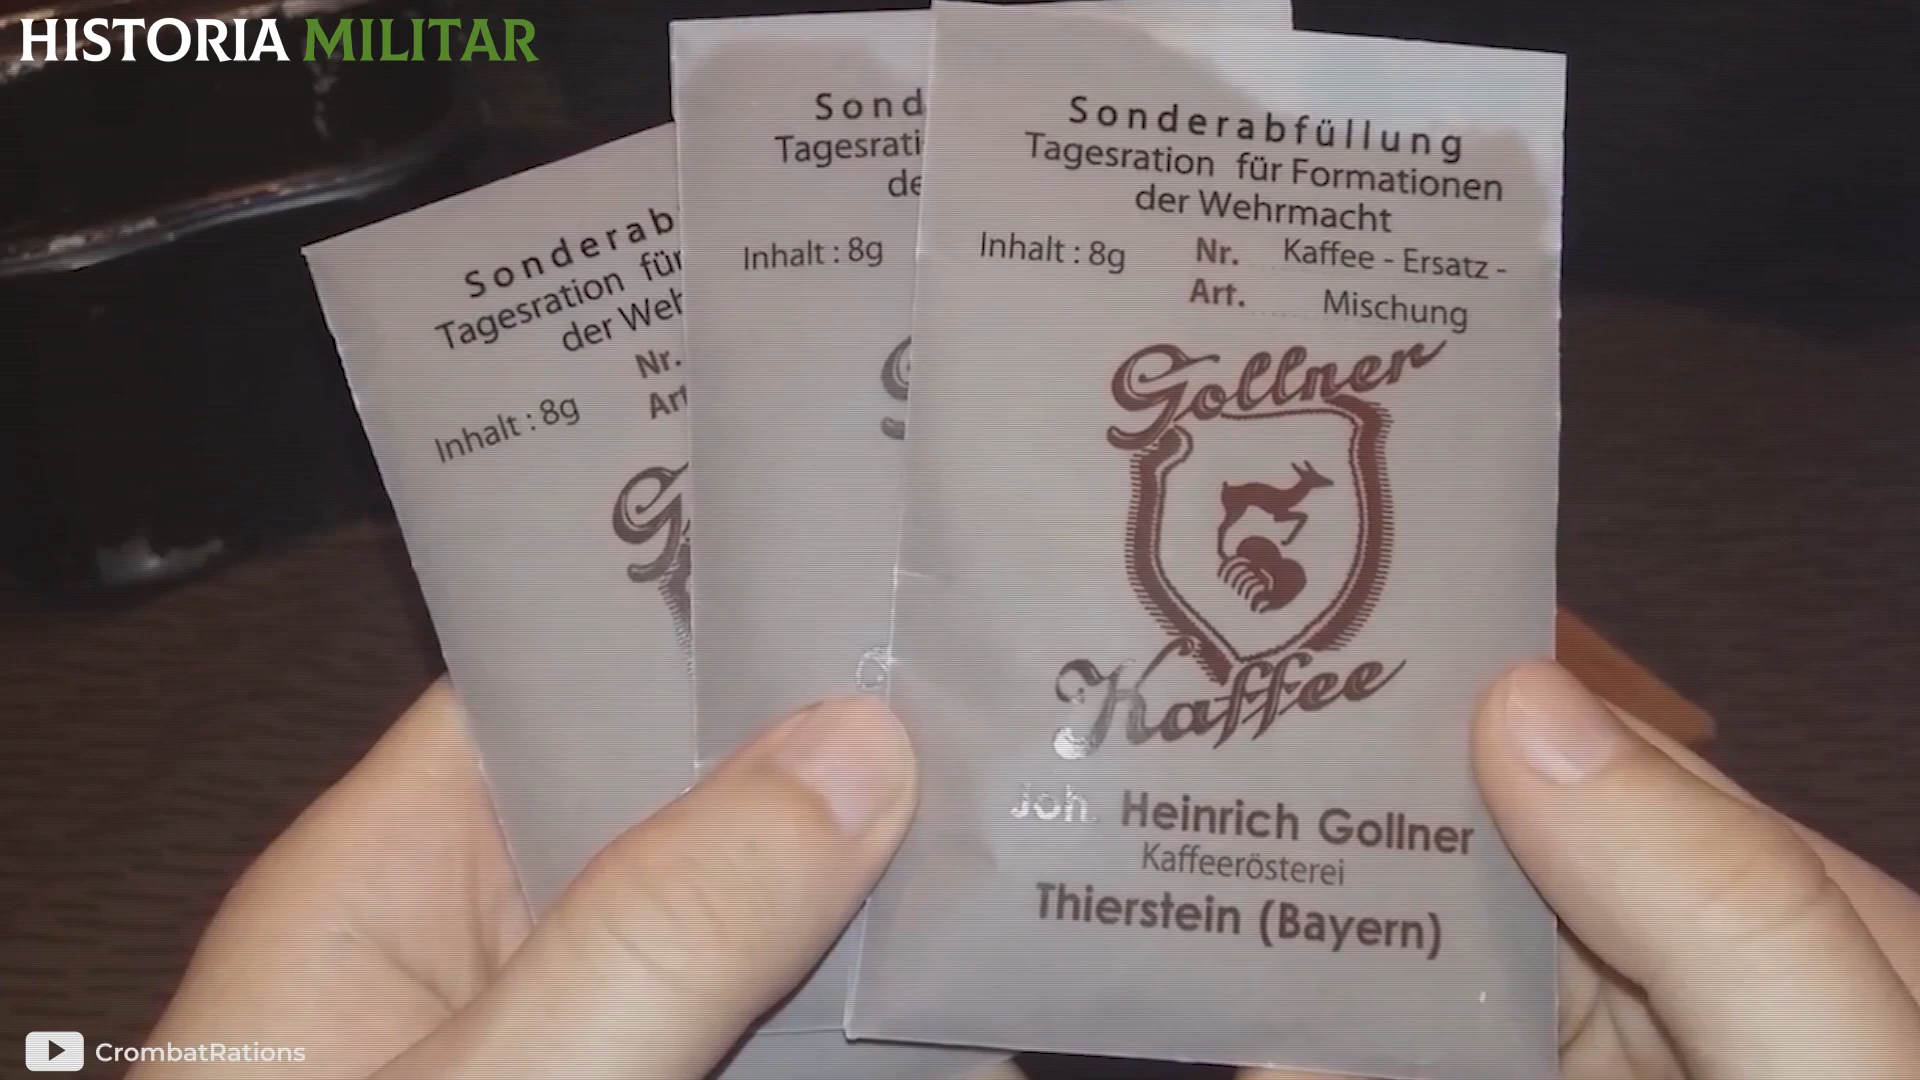 HISTORIA MILITAR
Sonderab
Tagesration für
der Weh
Nr.
Art
Inhalt : 8g
Sond
Tagesrati
de
Inhalt : 8g
G
Sonderabfüllung
Tagesration für Formationen
der Wehrmacht
Inhalt : 8g Nr. Kaffee - Ersatz -
Art. Mischung
Gollner
Kaffee
Joh. Heinrich Gollner
Kaffeerösterei
Thierstein (Bayern)
CrombatRations